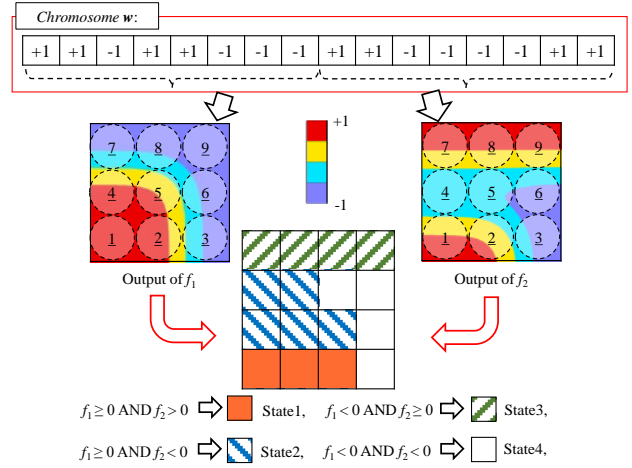 Chromosome w:
+1 +1 -1 +1 +1 -1 -1 -1 +1 +1 -1 -1 -1 -1 +1 +1
+1
-1
7 8 9
4 5 6
1 2 3
Output of f1
7 8 9
4 5 6
1 2 3
Output of f2
f1 ≥ 0 AND f2 > 0 State1,
f1 < 0 AND f2 ≥ 0 State3,
f1 ≥ 0 AND f2 < 0 State2,
f1 < 0 AND f2 < 0 State4,